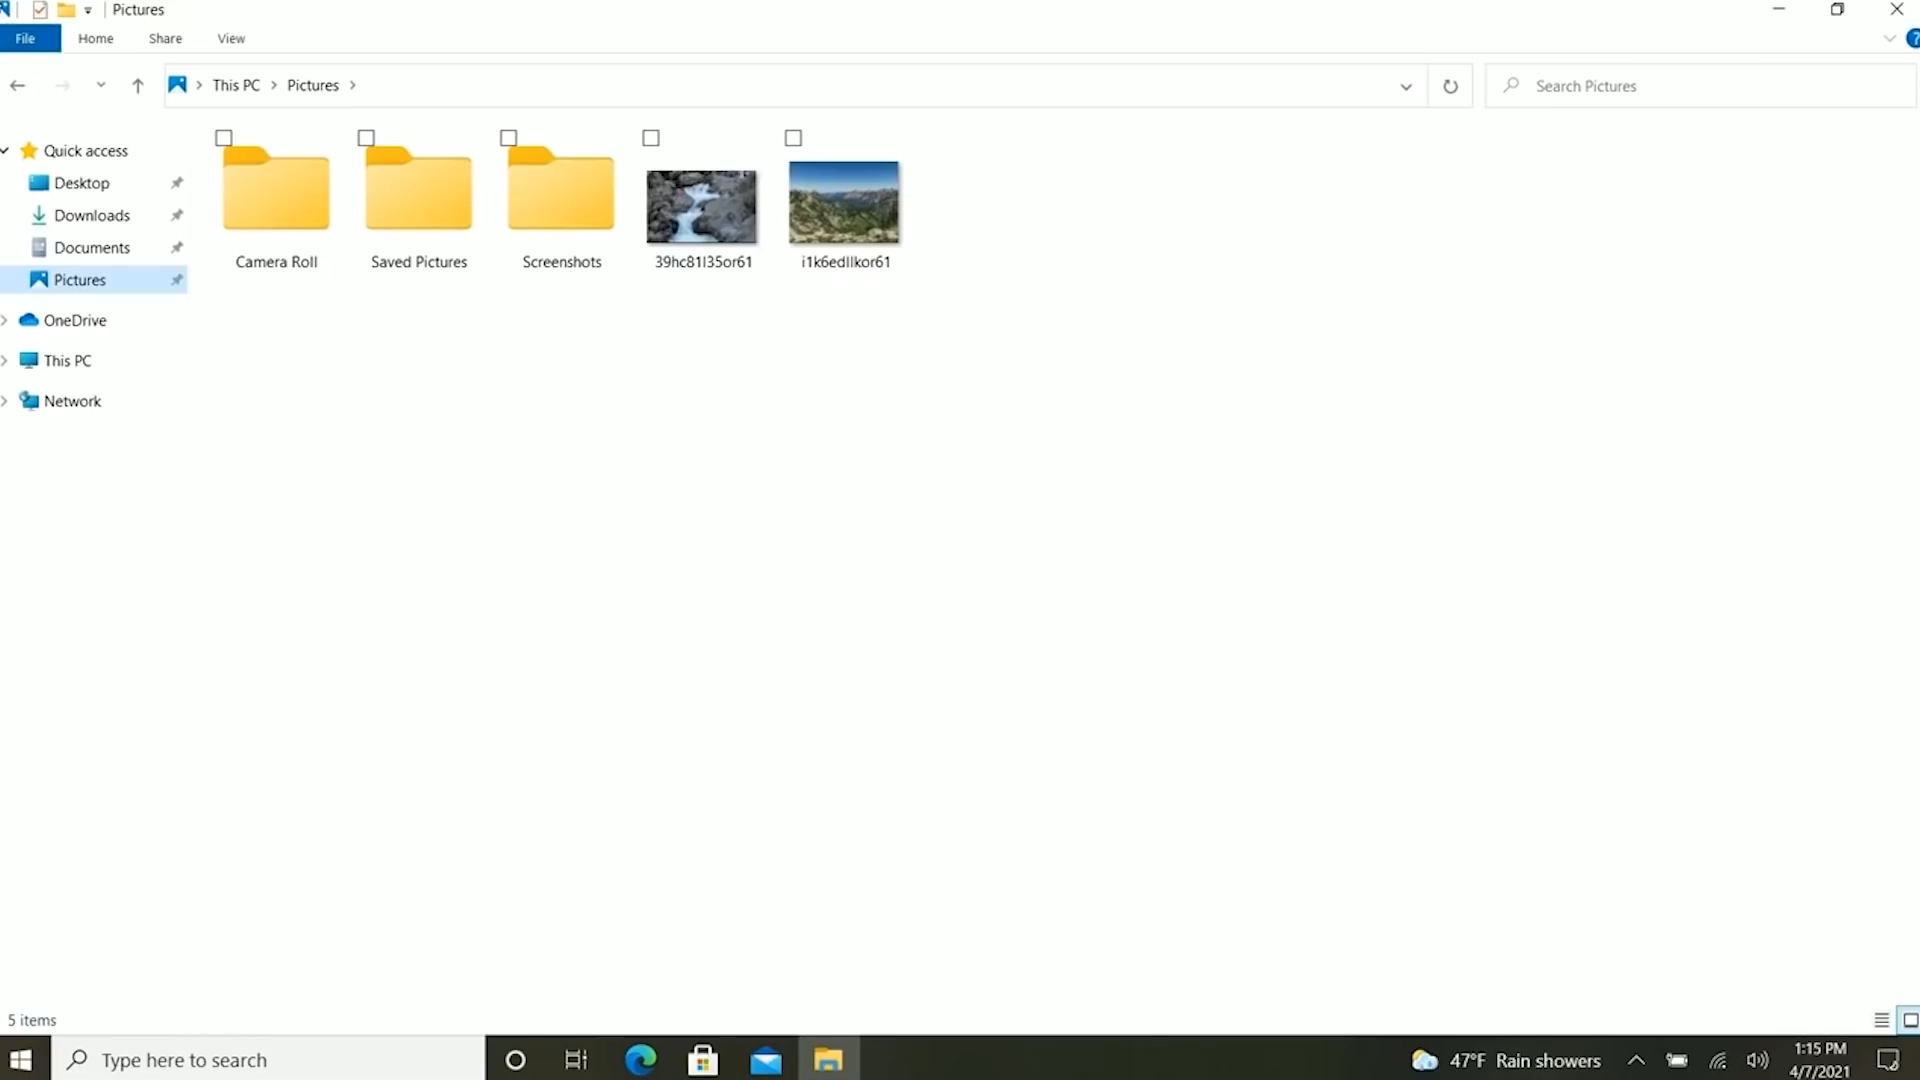 Pictures
File Home Share View
This PC Pictures
Search Pictures
Quick access
Desktop
Downloads
Documents
Pictures
OneDrive
This PC
Network
Camera Roll Saved Pictures Screenshots 39hc81l35or61 i1k6edllkor61
5 items
Type here to search
47°F Rain showers
1:15 PM
4/7/2021